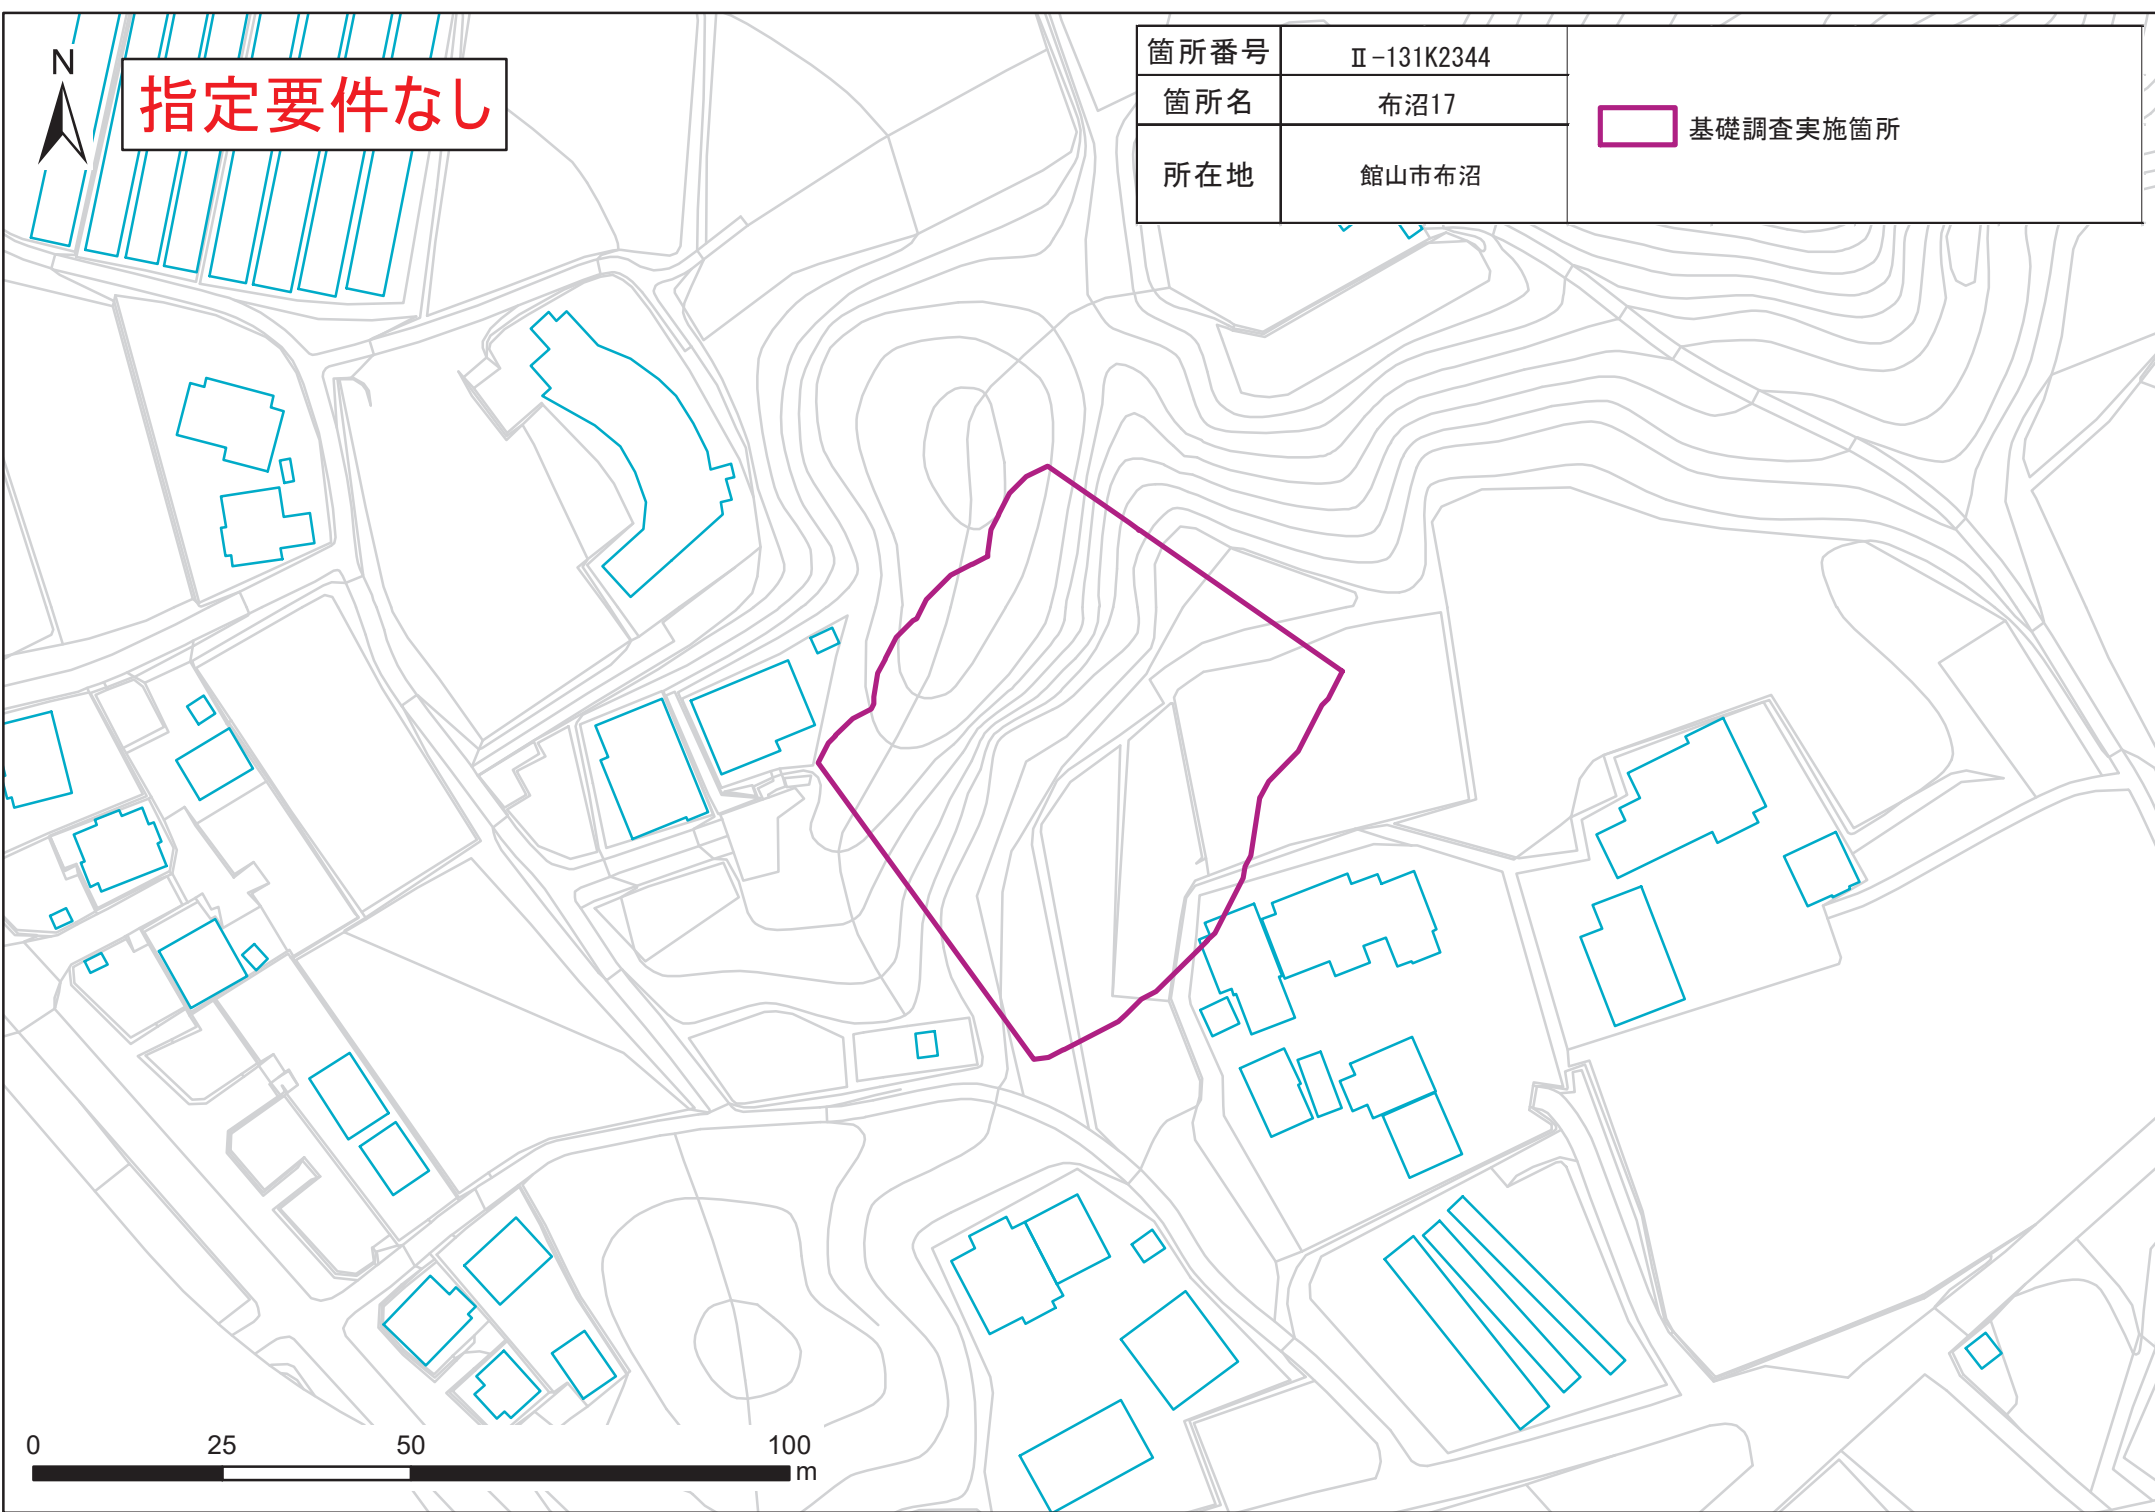 N
指定要件なし
箇所番号 Ⅱ-131K2344
箇所名 布沼17
所在地 館山市布沼
基礎調査実施箇所
0 25 50 100
m